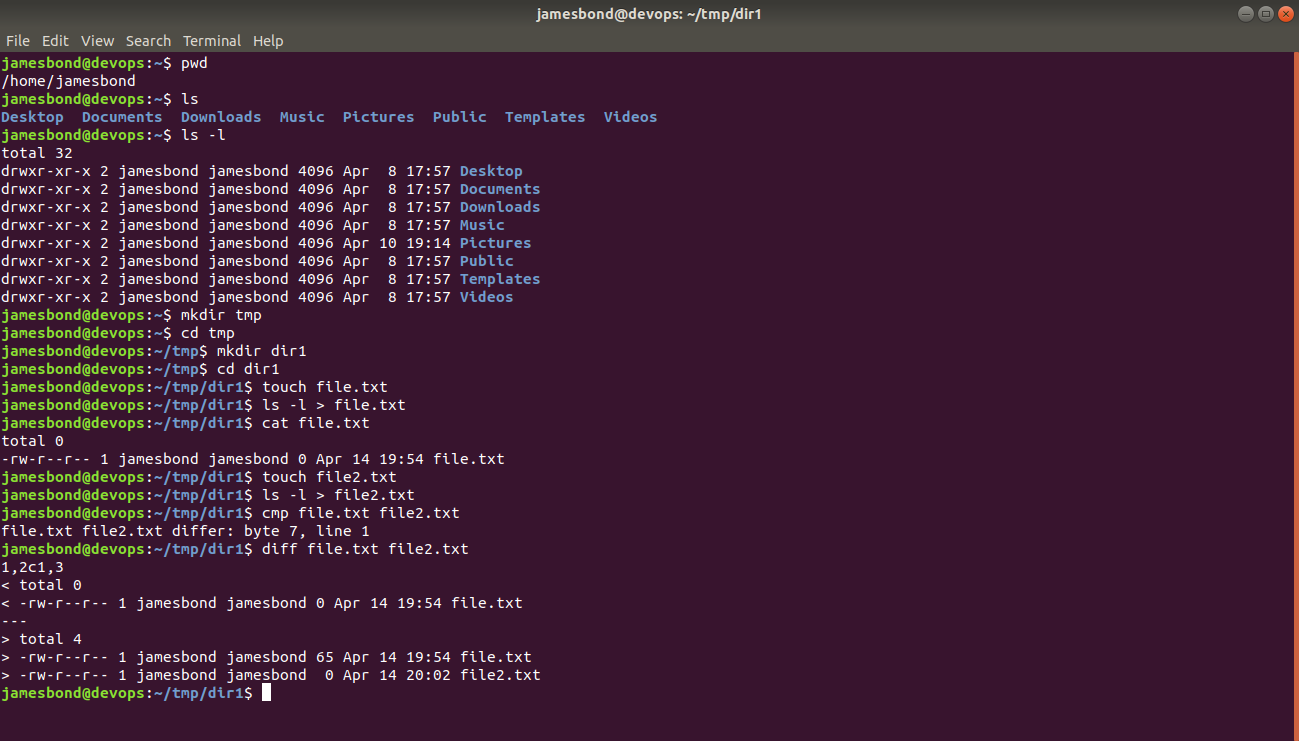 jamesbond@devops: ~/tmp/dir1
File Edit View Search Terminal Help
jamesbond@devops:~$ pwd
/home/jamesbond
jamesbond@devops:~$ ls
Desktop  Documents  Downloads  Music  Pictures  Public  Templates  Videos
jamesbond@devops:~$ ls -l
total 32
drwxr-xr-x 2 jamesbond jamesbond 4096 Apr  8 17:57 Desktop
drwxr-xr-x 2 jamesbond jamesbond 4096 Apr  8 17:57 Documents
drwxr-xr-x 2 jamesbond jamesbond 4096 Apr  8 17:57 Downloads
drwxr-xr-x 2 jamesbond jamesbond 4096 Apr  8 17:57 Music
drwxr-xr-x 2 jamesbond jamesbond 4096 Apr 10 19:14 Pictures
drwxr-xr-x 2 jamesbond jamesbond 4096 Apr  8 17:57 Public
drwxr-xr-x 2 jamesbond jamesbond 4096 Apr  8 17:57 Templates
drwxr-xr-x 2 jamesbond jamesbond 4096 Apr  8 17:57 Videos
jamesbond@devops:~$ mkdir tmp
jamesbond@devops:~$ cd tmp
jamesbond@devops:~/tmp$ mkdir dir1
jamesbond@devops:~/tmp$ cd dir1
jamesbond@devops:~/tmp/dir1$ touch file.txt
jamesbond@devops:~/tmp/dir1$ ls -l > file.txt
jamesbond@devops:~/tmp/dir1$ cat file.txt
total 0
-rw-r--r-- 1 jamesbond jamesbond 0 Apr 14 19:54 file.txt
jamesbond@devops:~/tmp/dir1$ touch file2.txt
jamesbond@devops:~/tmp/dir1$ ls -l > file2.txt
jamesbond@devops:~/tmp/dir1$ cmp file.txt file2.txt
file.txt file2.txt differ: byte 7, line 1
jamesbond@devops:~/tmp/dir1$ diff file.txt file2.txt
1,2c1,3
< total 0
< -rw-r--r-- 1 jamesbond jamesbond 0 Apr 14 19:54 file.txt
---
> total 4
> -rw-r--r-- 1 jamesbond jamesbond 65 Apr 14 19:54 file.txt
> -rw-r--r-- 1 jamesbond jamesbond  0 Apr 14 20:02 file2.txt
jamesbond@devops:~/tmp/dir1$